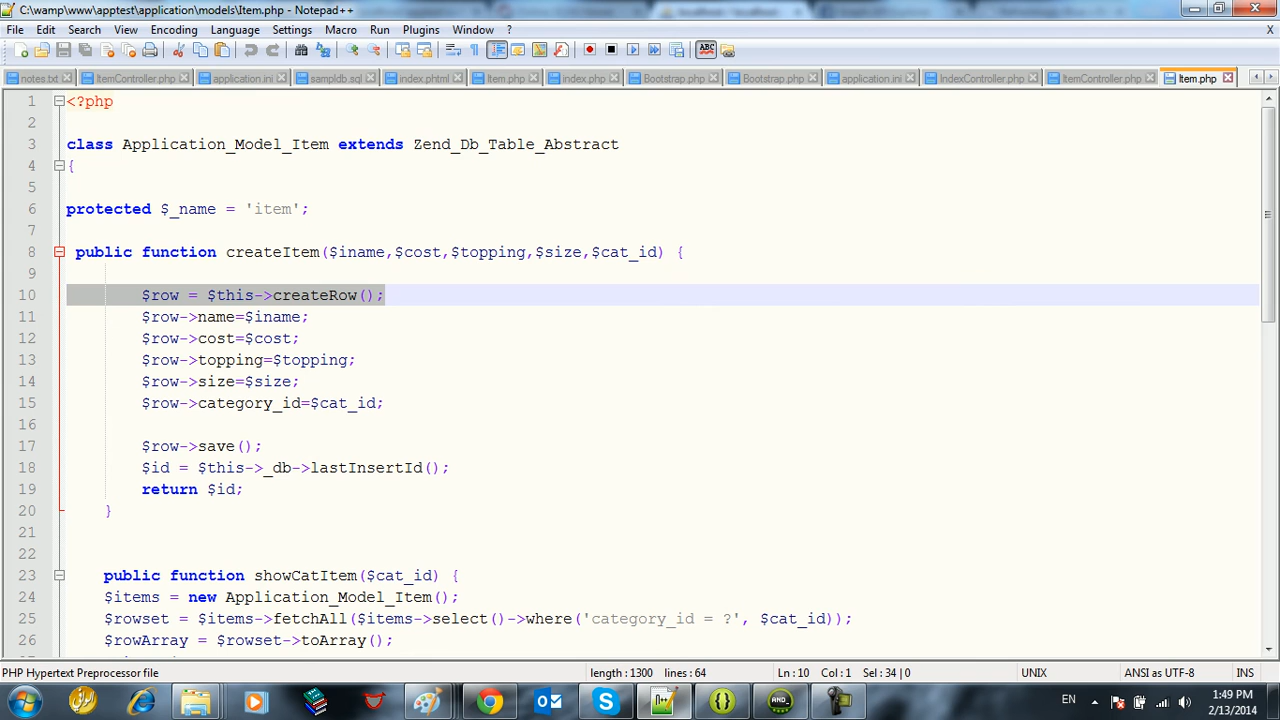 C:\wamp\www\apptest\application\models\Item.php - Notepad++
File Edit Search View Encoding Language Settings Macro Run Plugins Window ? X
notes.txt ItemController.php application.ini sampldb.sql index.phtml Item.php index.php Bootstrap.php Bootstrap.php application.ini IndexController.php ItemController.php Item.php
1 <?php
2
3 class Application_Model_Item extends Zend_Db_Table_Abstract
4 {
5
6 protected $_name = 'item';
7
8 public function createItem($iname,$cost,$topping,$size,$cat_id) {
9
10 $row = $this->createRow();
11 $row->name=$iname;
12 $row->cost=$cost;
13 $row->topping=$topping;
14 $row->size=$size;
15 $row->category_id=$cat_id;
16
17 $row->save();
18 $id = $this->_db->lastInsertId();
19 return $id;
20 }
21
22
23 public function showCatItem($cat_id) {
24 $items = new Application_Model_Item();
25 $rowset = $items->fetchAll($items->select()->where('category_id = ?', $cat_id));
26 $rowArray = $rowset->toArray();
PHP Hypertext Preprocessor file length : 1300 lines : 64 Ln : 10 Col : 1 Sel : 34 | 0 UNIX ANSI as UTF-8 INS
EN 1:49 PM
2/13/2014